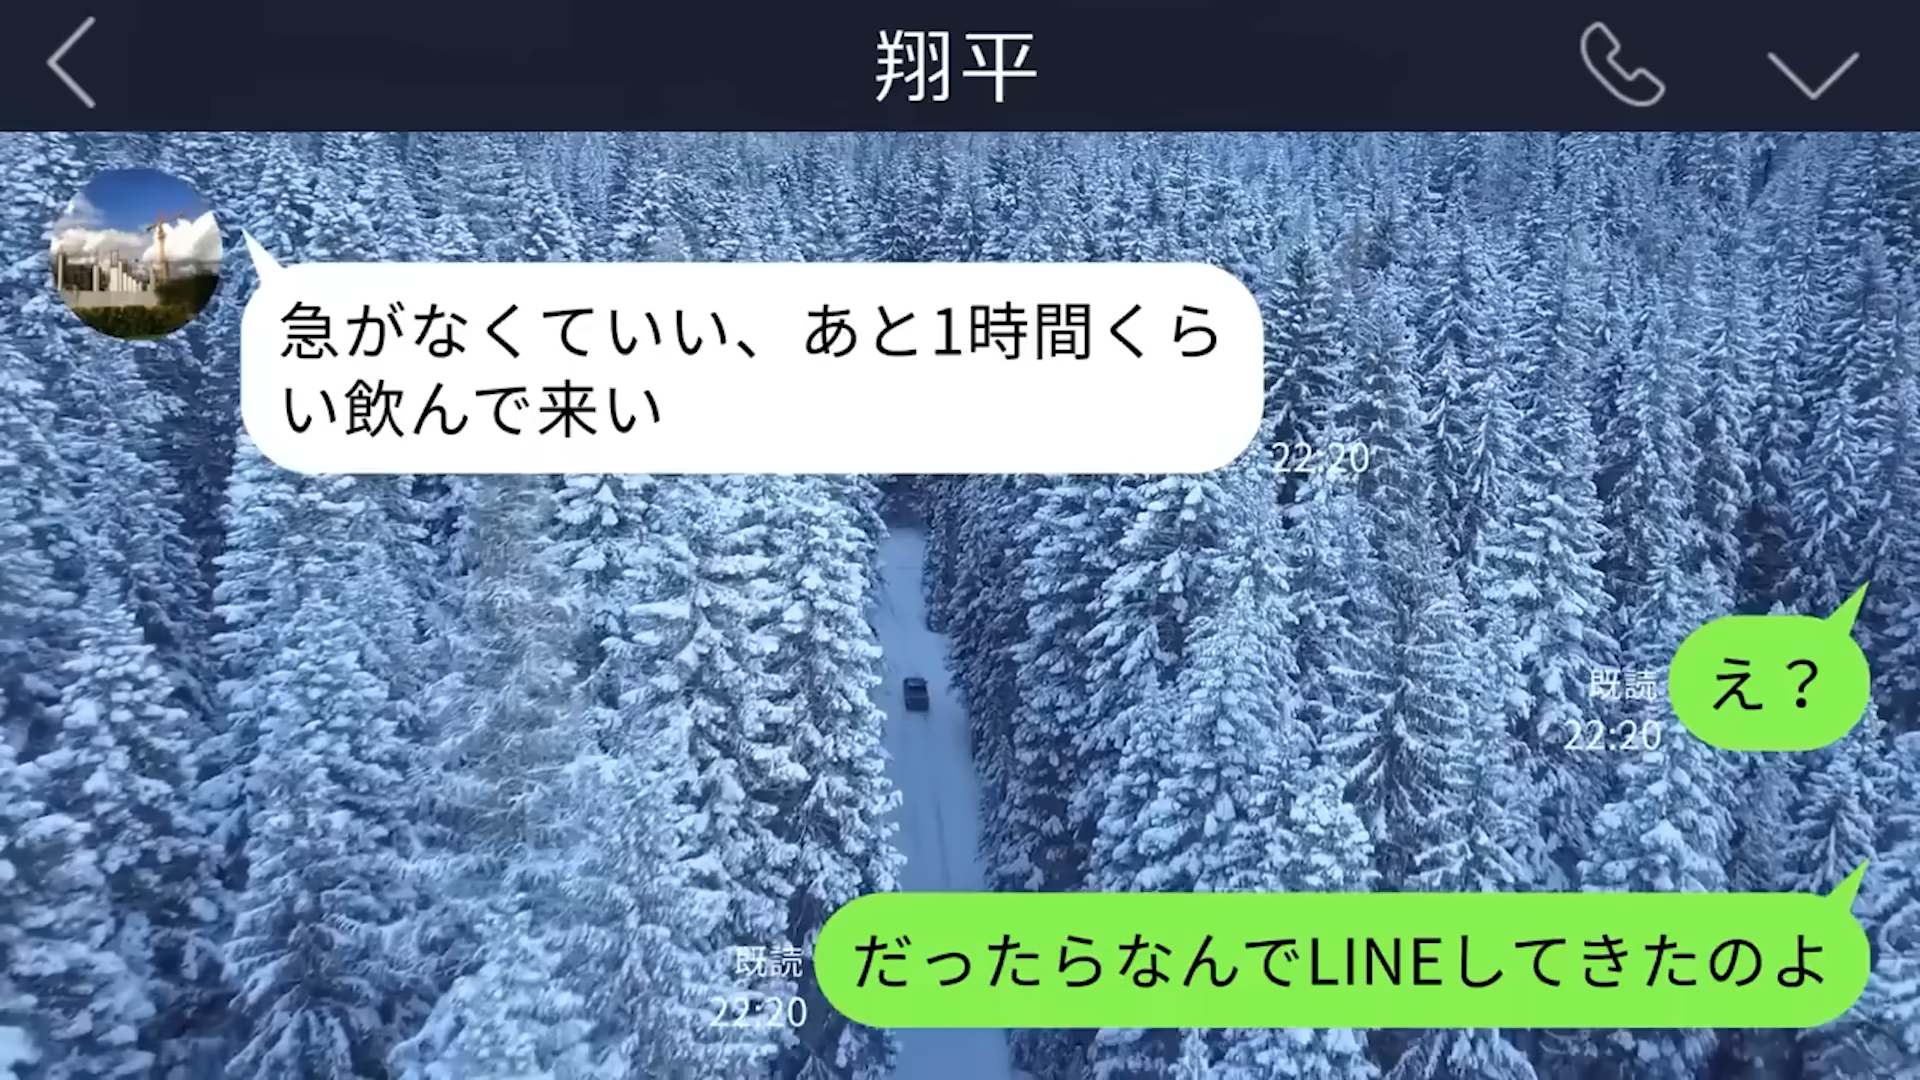 翔平
急がなくていい、あと1時間くら
い飲んで来い
22:20
え？
既読
22:20
だったらなんでLINEしてきたのよ
既読
22:20